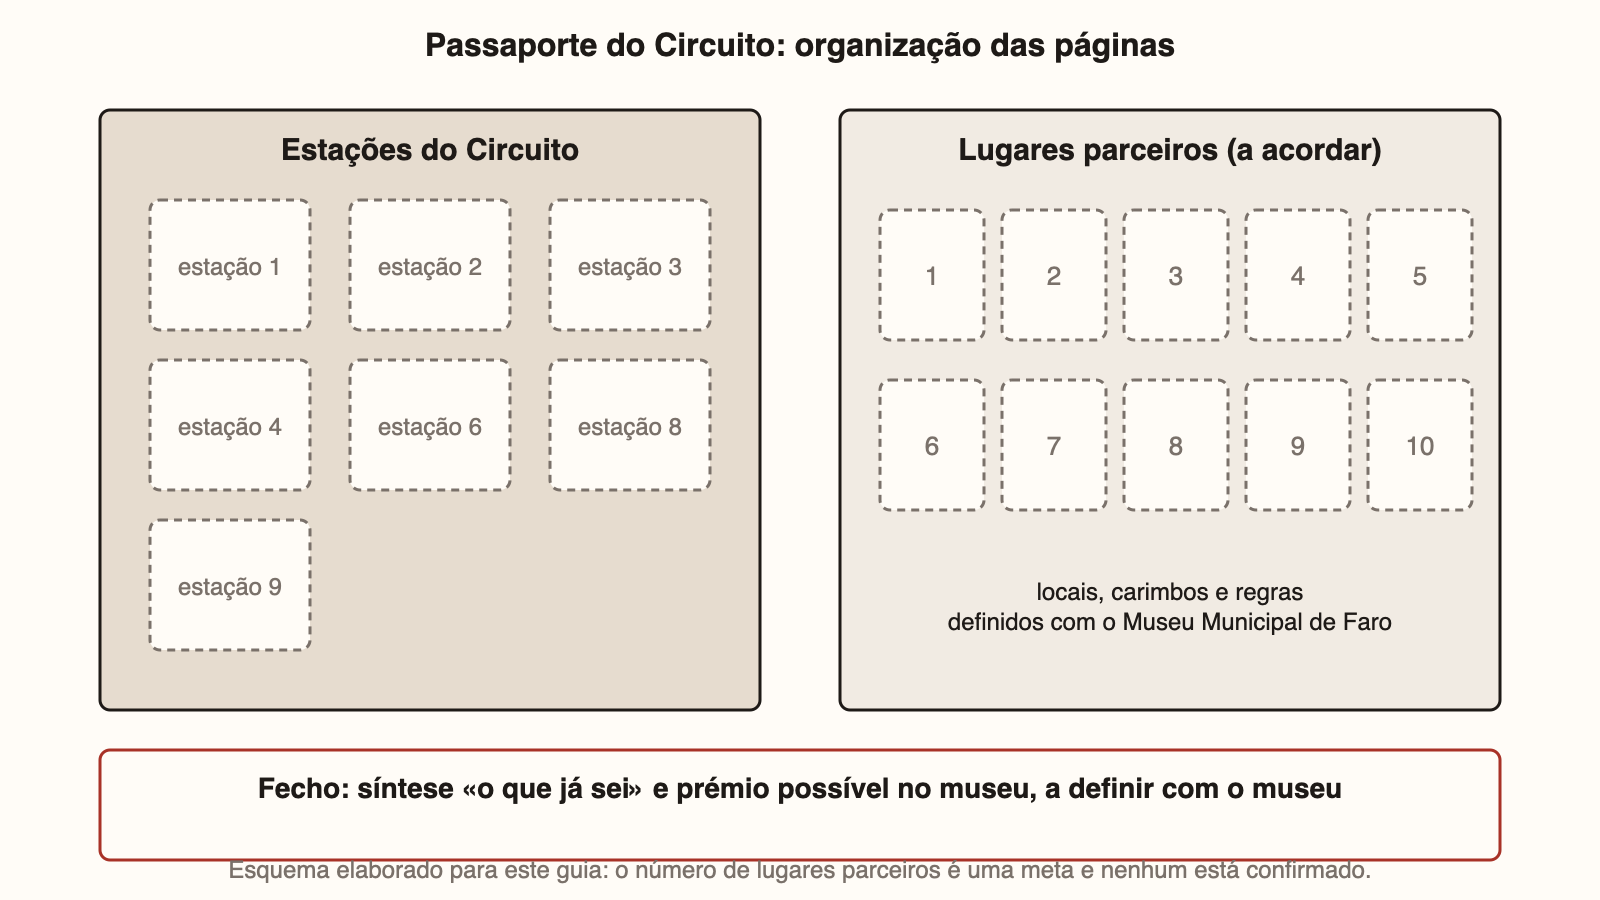 Passaporte do Circuito: organização das páginas
Estações do Circuito
estação 1
estação 2
estação 3
estação 4
estação 6
estação 8
estação 9
Lugares parceiros (a acordar)
1
2
3
4
5
6
7
8
9
10
locais, carimbos e regras
definidos com o Museu Municipal de Faro
Fecho: síntese «o que já sei» e prémio possível no museu, a definir com o museu
Esquema elaborado para este guia: o número de lugares parceiros é uma meta e nenhum está confirmado.